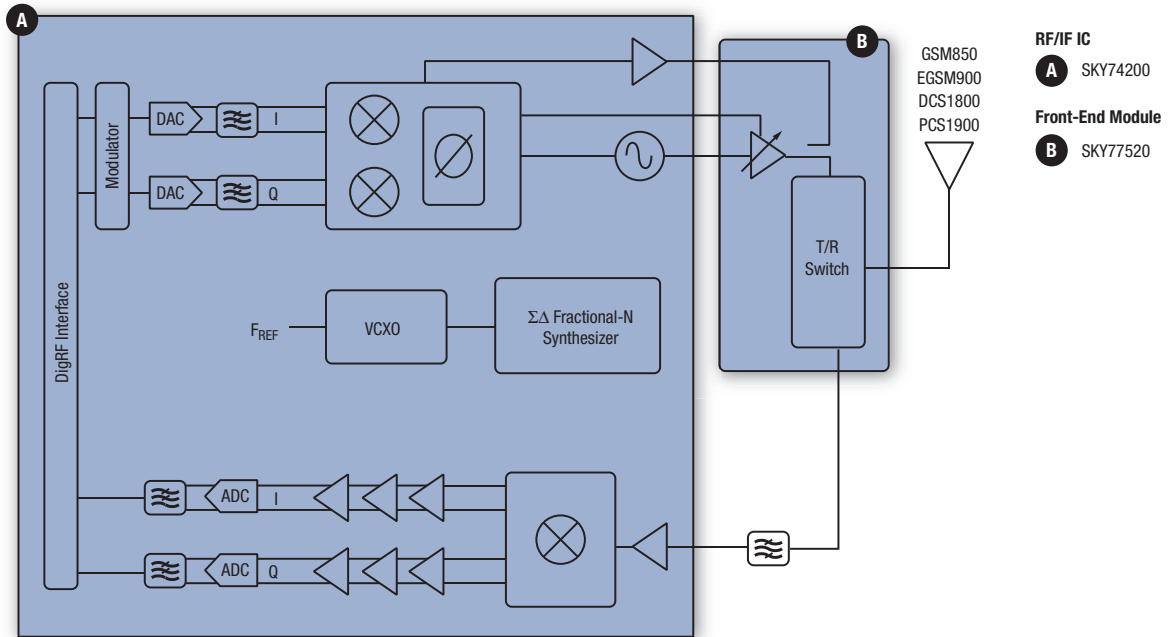 A
B
GSM850
EGSM900
DCS1800
PCS1900
RF/IF IC
A SKY74200
Front-End Module
B SKY77520
DigRF Interface
Modulator
DAC
I
DAC
Q
T/R
Switch
FREF
VCXO
ΣΔ Fractional-N
Synthesizer
ADC
I
ADC
Q